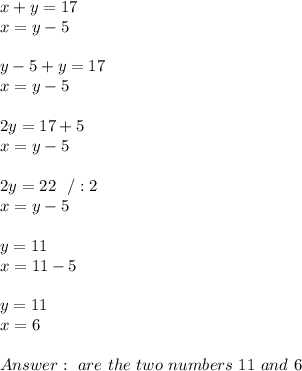 x + y = 17
x = y − 5
y − 5 + y = 17
x = y − 5
2y = 17 + 5
x = y − 5
2y = 22 / : 2
x = y − 5
y = 11
x = 11 − 5
y = 11
x = 6
Answer : are the two numbers 11 and 6